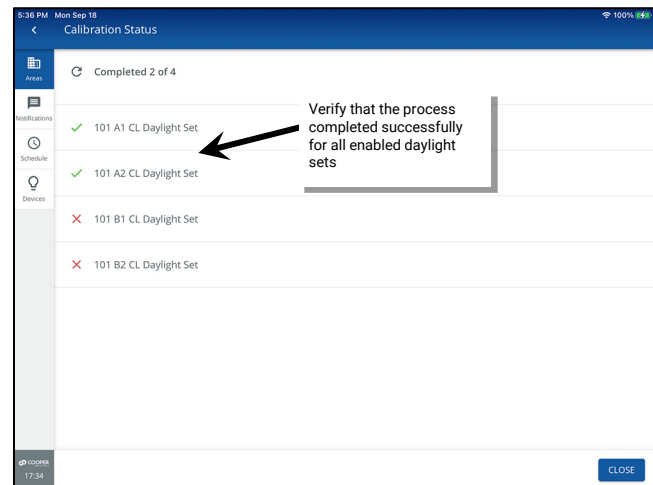 5:36 PM Mon Sep 18
100%
Calibration Status
Areas
Completed 2 of 4
Notifications
Verify that the process
completed successfully
for all enabled daylight
sets
101 A1 CL Daylight Set
Schedule
101 A2 CL Daylight Set
Devices
101 B1 CL Daylight Set
101 B2 CL Daylight Set
COOPER
17:34
CLOSE